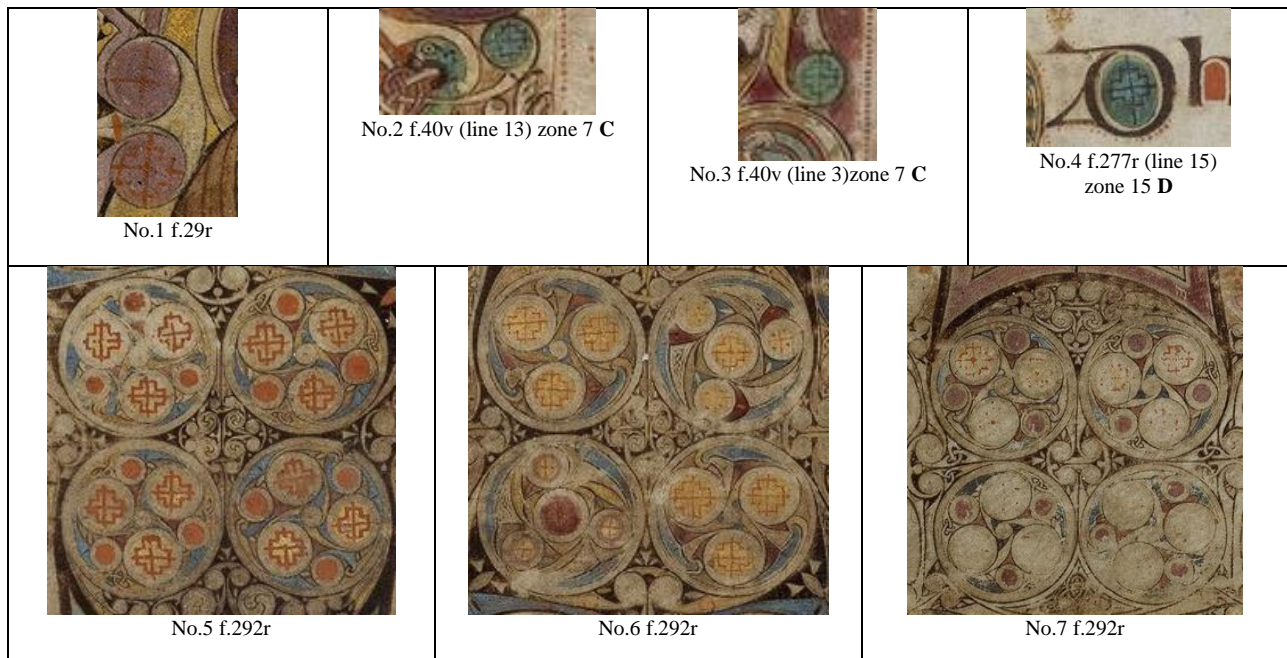 No.1 f.29r
No.2 f.40v (line 13) zone 7 C
No.3 f.40v (line 3)zone 7 C
h
No.4 f.277r (line 15)
zone 15 D
No.5 f.292r
No.6 f.292r
No.7 f.292r